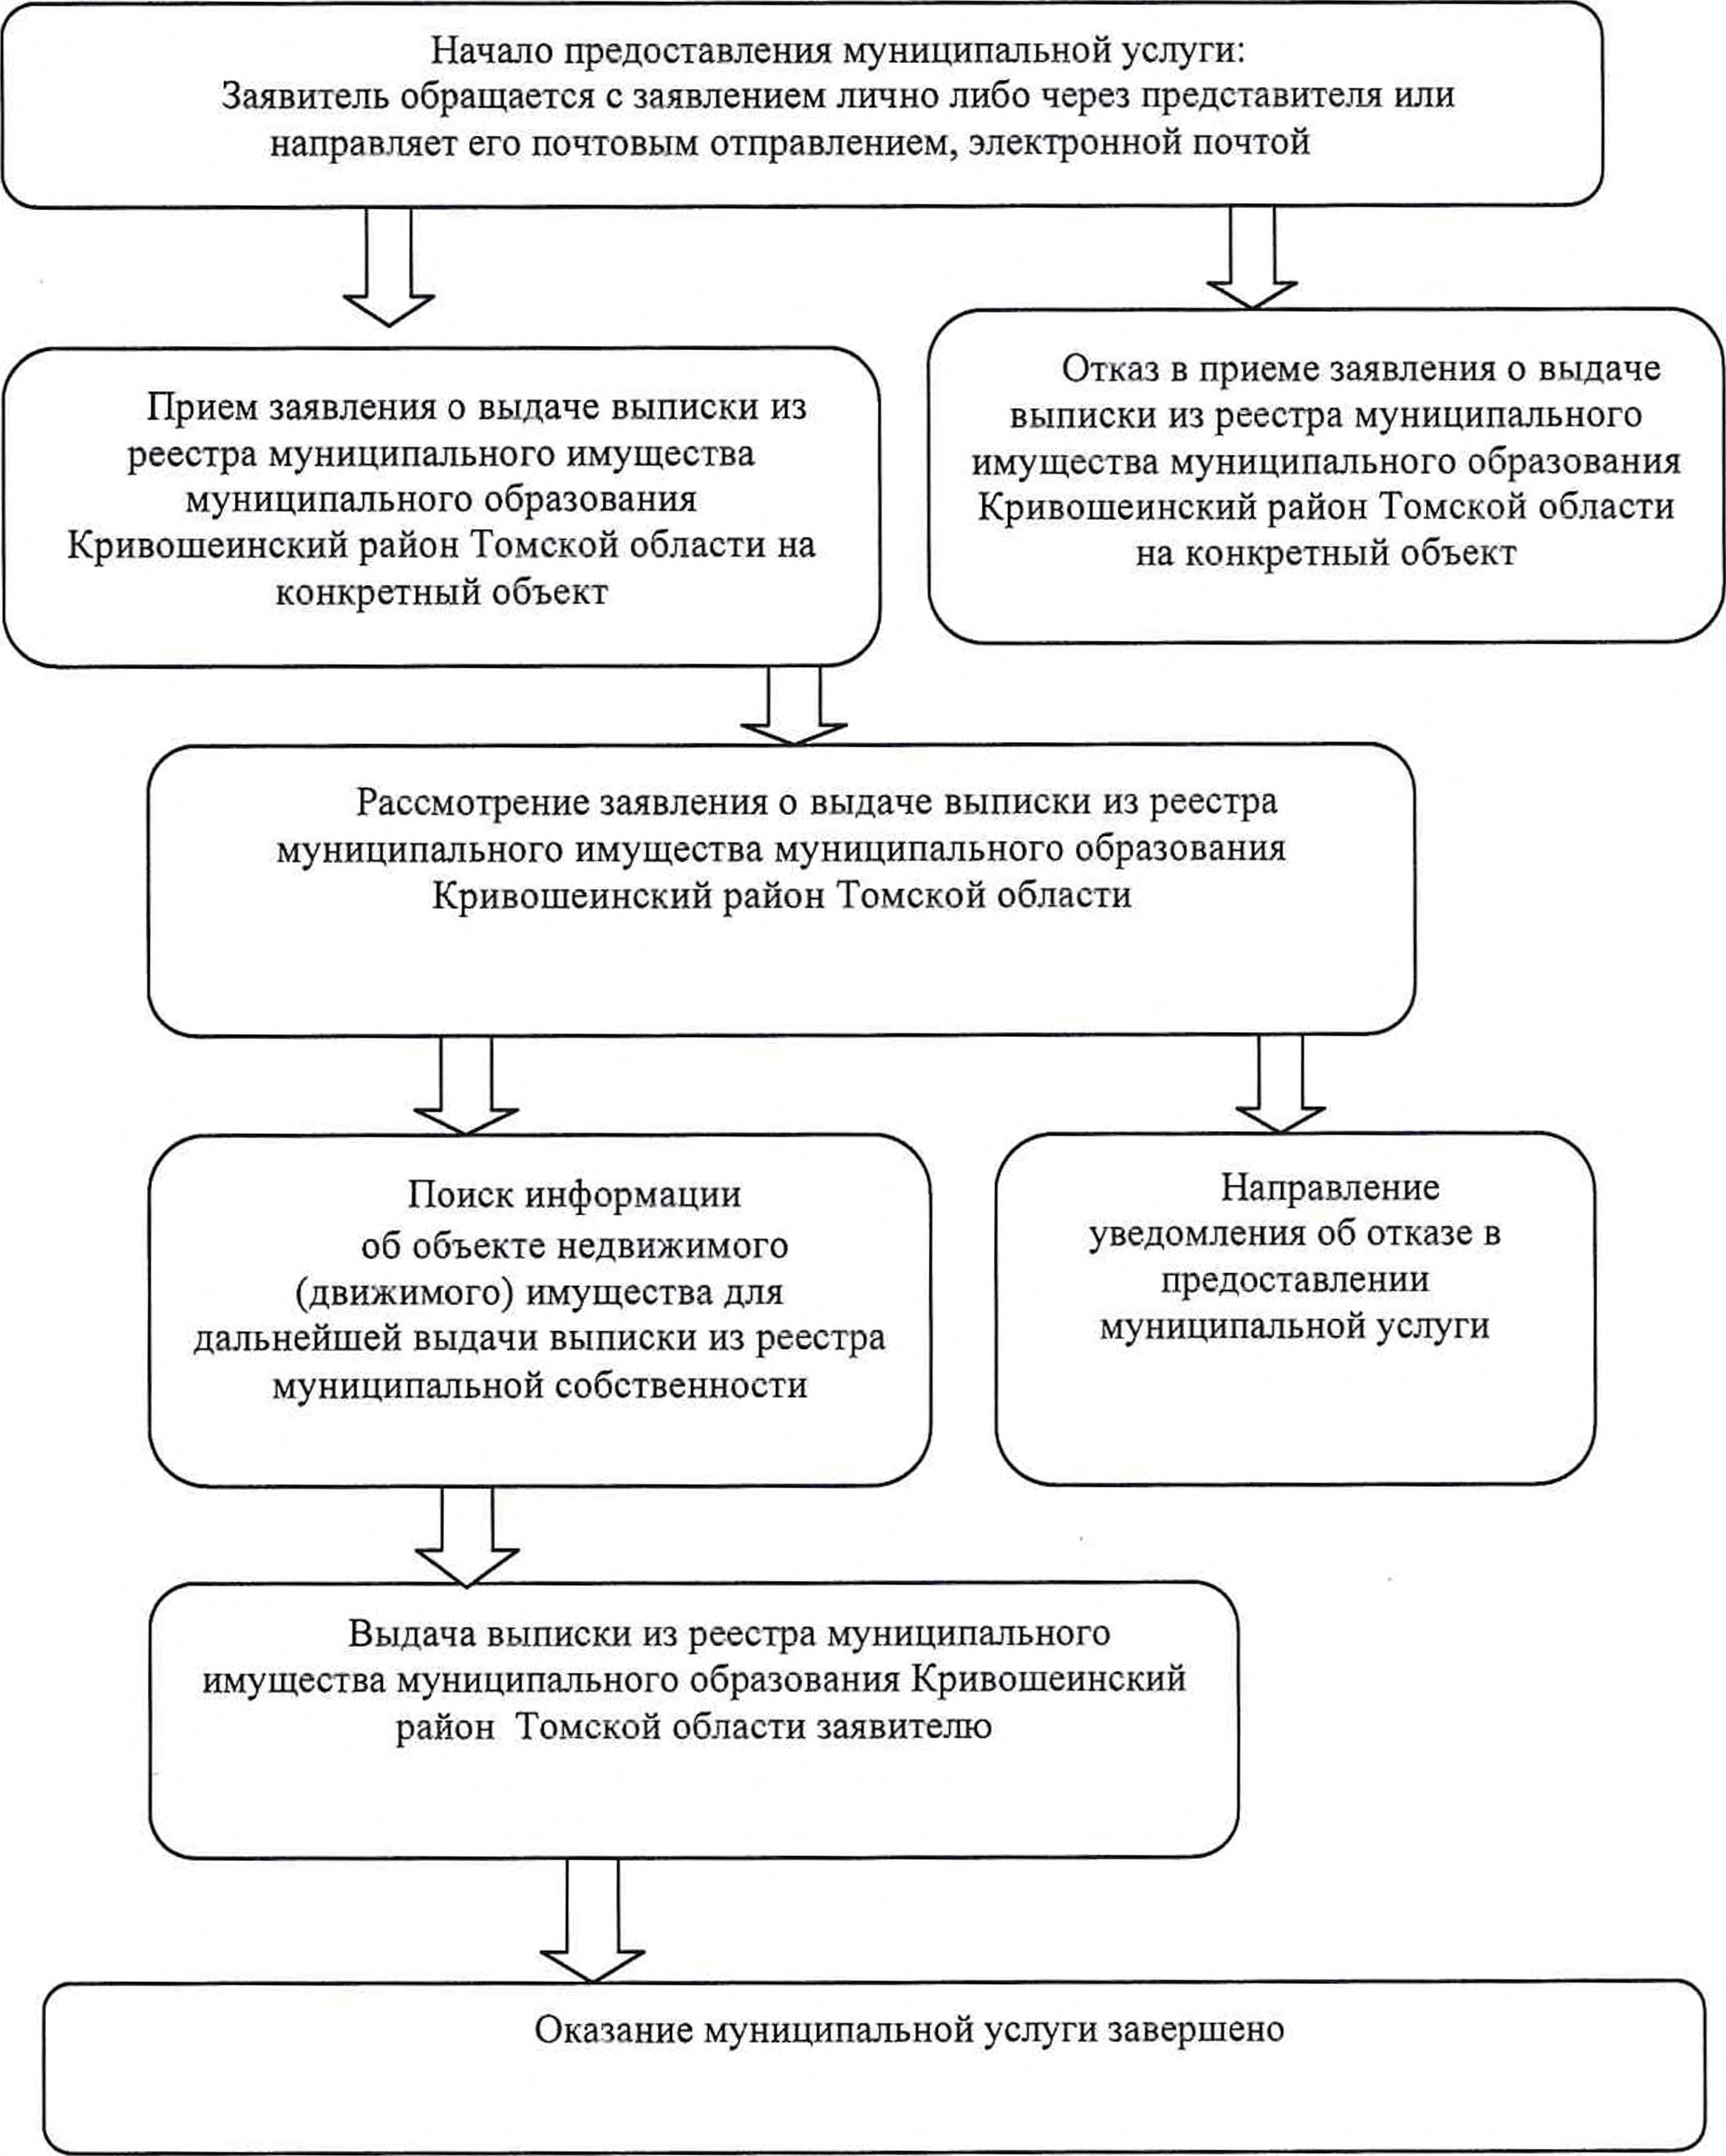 Начало предоставления муниципальной услуги:
Заявитель обращается с заявлением лично либо через представителя или
направляет его почтовым отправлением, электронной почтой
Прием заявления о выдаче выписки из
реестра муниципального имущества
муниципального образования
Кривошеинский район Томской области на
конкретный объект
Отказ в приеме заявления о выдаче
выписки из реестра муниципального
имущества муниципального образования
Кривошеинский район Томской области
на конкретный объект
Рассмотрение заявления о выдаче выписки из реестра
муниципального имущества муниципального образования
Кривошеинский район Томской области
Поиск информации
об объекте недвижимого
(движимого) имущества для
дальнейшей выдачи выписки из реестра
муниципальной собственности
Направление
уведомления об отказе в
предоставлении
муниципальной услуги
Выдача выписки из реестра муниципального
имущества муниципального образования Кривошеинский
район  Томской области заявителю
Оказание муниципальной услуги завершено